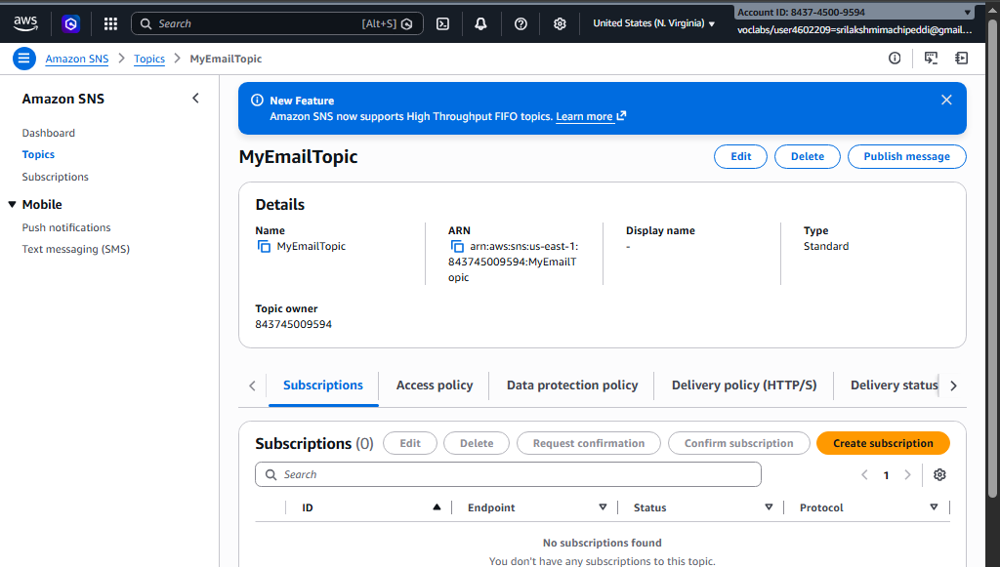 aws
Search [Alt+S]
United States (N. Virginia)
Account ID: 8437-4500-9594
voclabs/user4602209=srilakshmimachipeddi@gmail...
Amazon SNS > Topics > MyEmailTopic
Amazon SNS
Dashboard
Topics
Subscriptions
Mobile
Push notifications
Text messaging (SMS)
New Feature
Amazon SNS now supports High Throughput FIFO topics. Learn more
MyEmailTopic
Edit
Delete
Publish message
Details
Name
MyEmailTopic
ARN
arn:aws:sns:us-east-1:
843745009594:MyEmailT
opic
Display name
-
Type
Standard
Topic owner
843745009594
Subscriptions
Access policy
Data protection policy
Delivery policy (HTTP/S)
Delivery status
Subscriptions (0)
Edit
Delete
Request confirmation
Confirm subscription
Create subscription
Search
1
ID
Endpoint
Status
Protocol
No subscriptions found
You don't have any subscriptions to this topic.